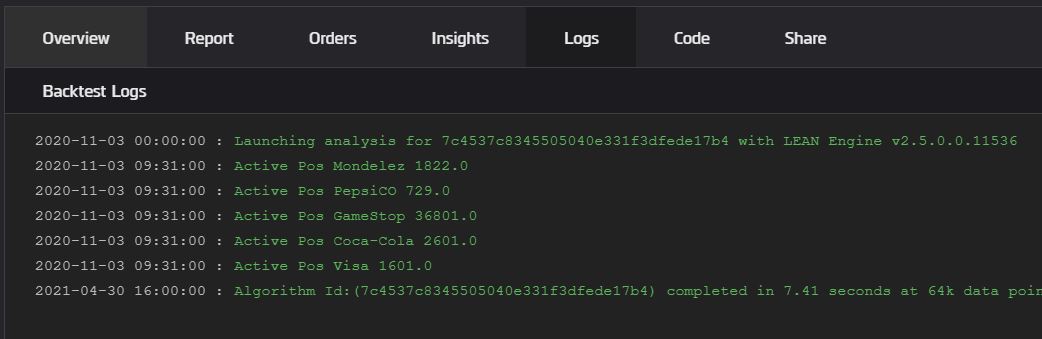 Overview Report Orders Insights Logs Code Share
Backtest Logs
2020-11-03 00:00:00 : Launching analysis for 7c4537c8345505040e331f3dfede17b4 with LEAN Engine v2.5.0.0.11536
2020-11-03 09:31:00 : Active Pos Mondelez 1822.0
2020-11-03 09:31:00 : Active Pos PepsiCO 729.0
2020-11-03 09:31:00 : Active Pos GameStop 36801.0
2020-11-03 09:31:00 : Active Pos Coca-Cola 2601.0
2020-11-03 09:31:00 : Active Pos Visa 1601.0
2021-04-30 16:00:00 : Algorithm Id:(7c4537c8345505040e331f3dfede17b4) completed in 7.41 seconds at 64k data